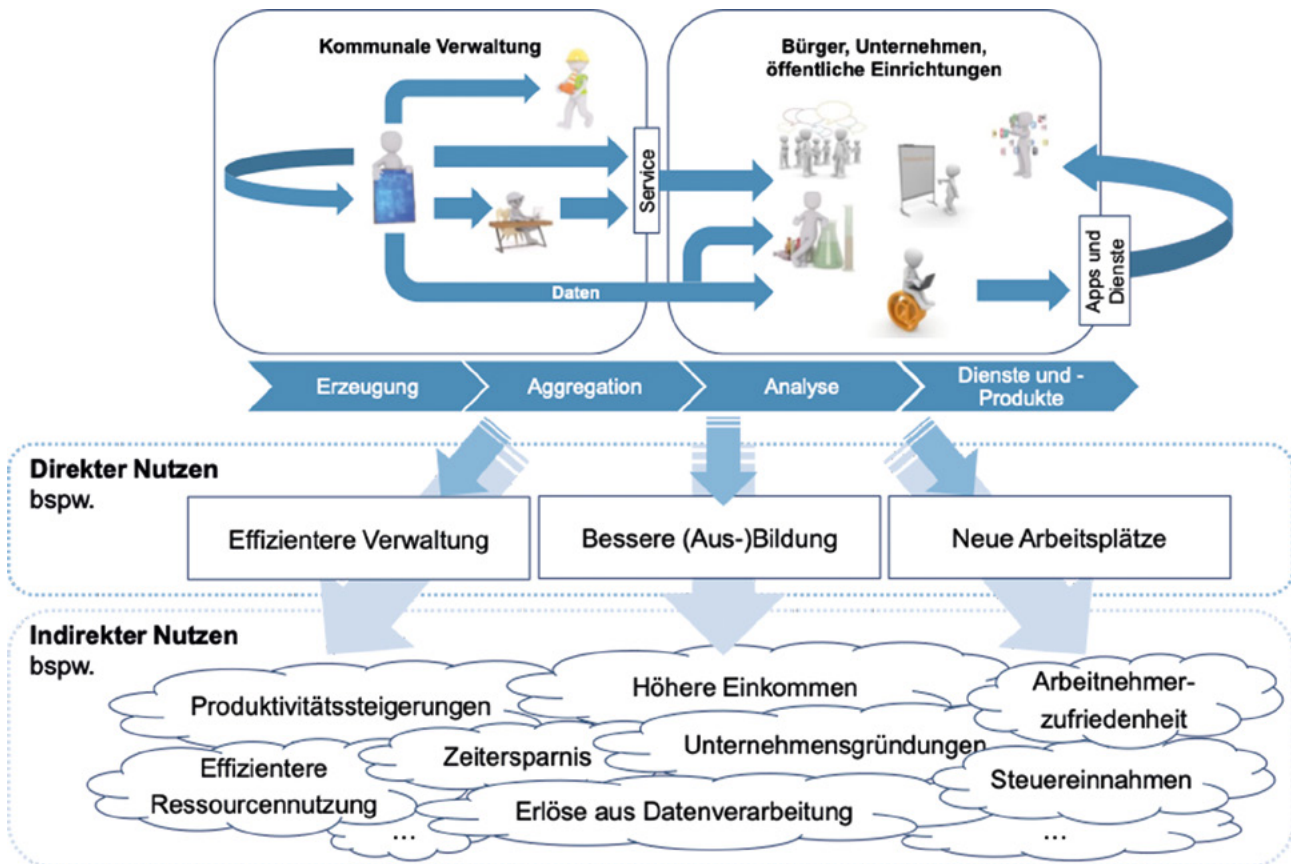 Kommunale Verwaltung
Bürger, Unternehmen,
öffentliche Einrichtungen
Service
Daten
Apps und
Dienste
Erzeugung
Aggregation
Analyse
Dienste und -
Produkte
Direkter Nutzen
bspw.
Effizientere Verwaltung
Bessere (Aus-)Bildung
Neue Arbeitsplätze
Indirekter Nutzen
bspw.
Produktivitätssteigerungen
Höhere Einkommen
Arbeitnehmer-
zufriedenheit
Effizientere
Ressourcennutzung
Zeitersparnis
Unternehmensgründungen
Steuereinnahmen
Erlöse aus Datenverarbeitung
...
...